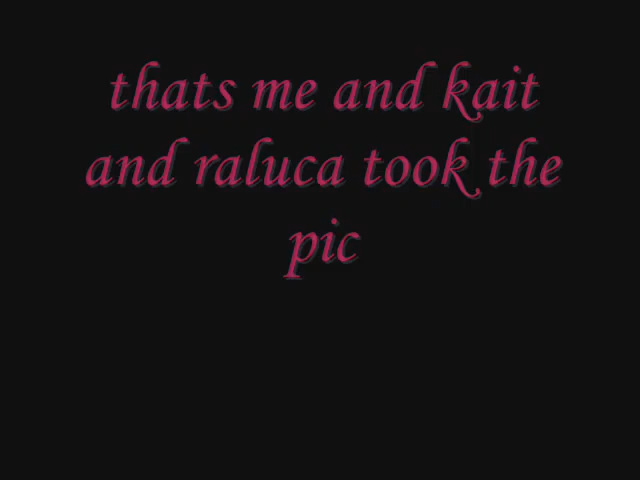 thats me and kait
and raluca took the
pic